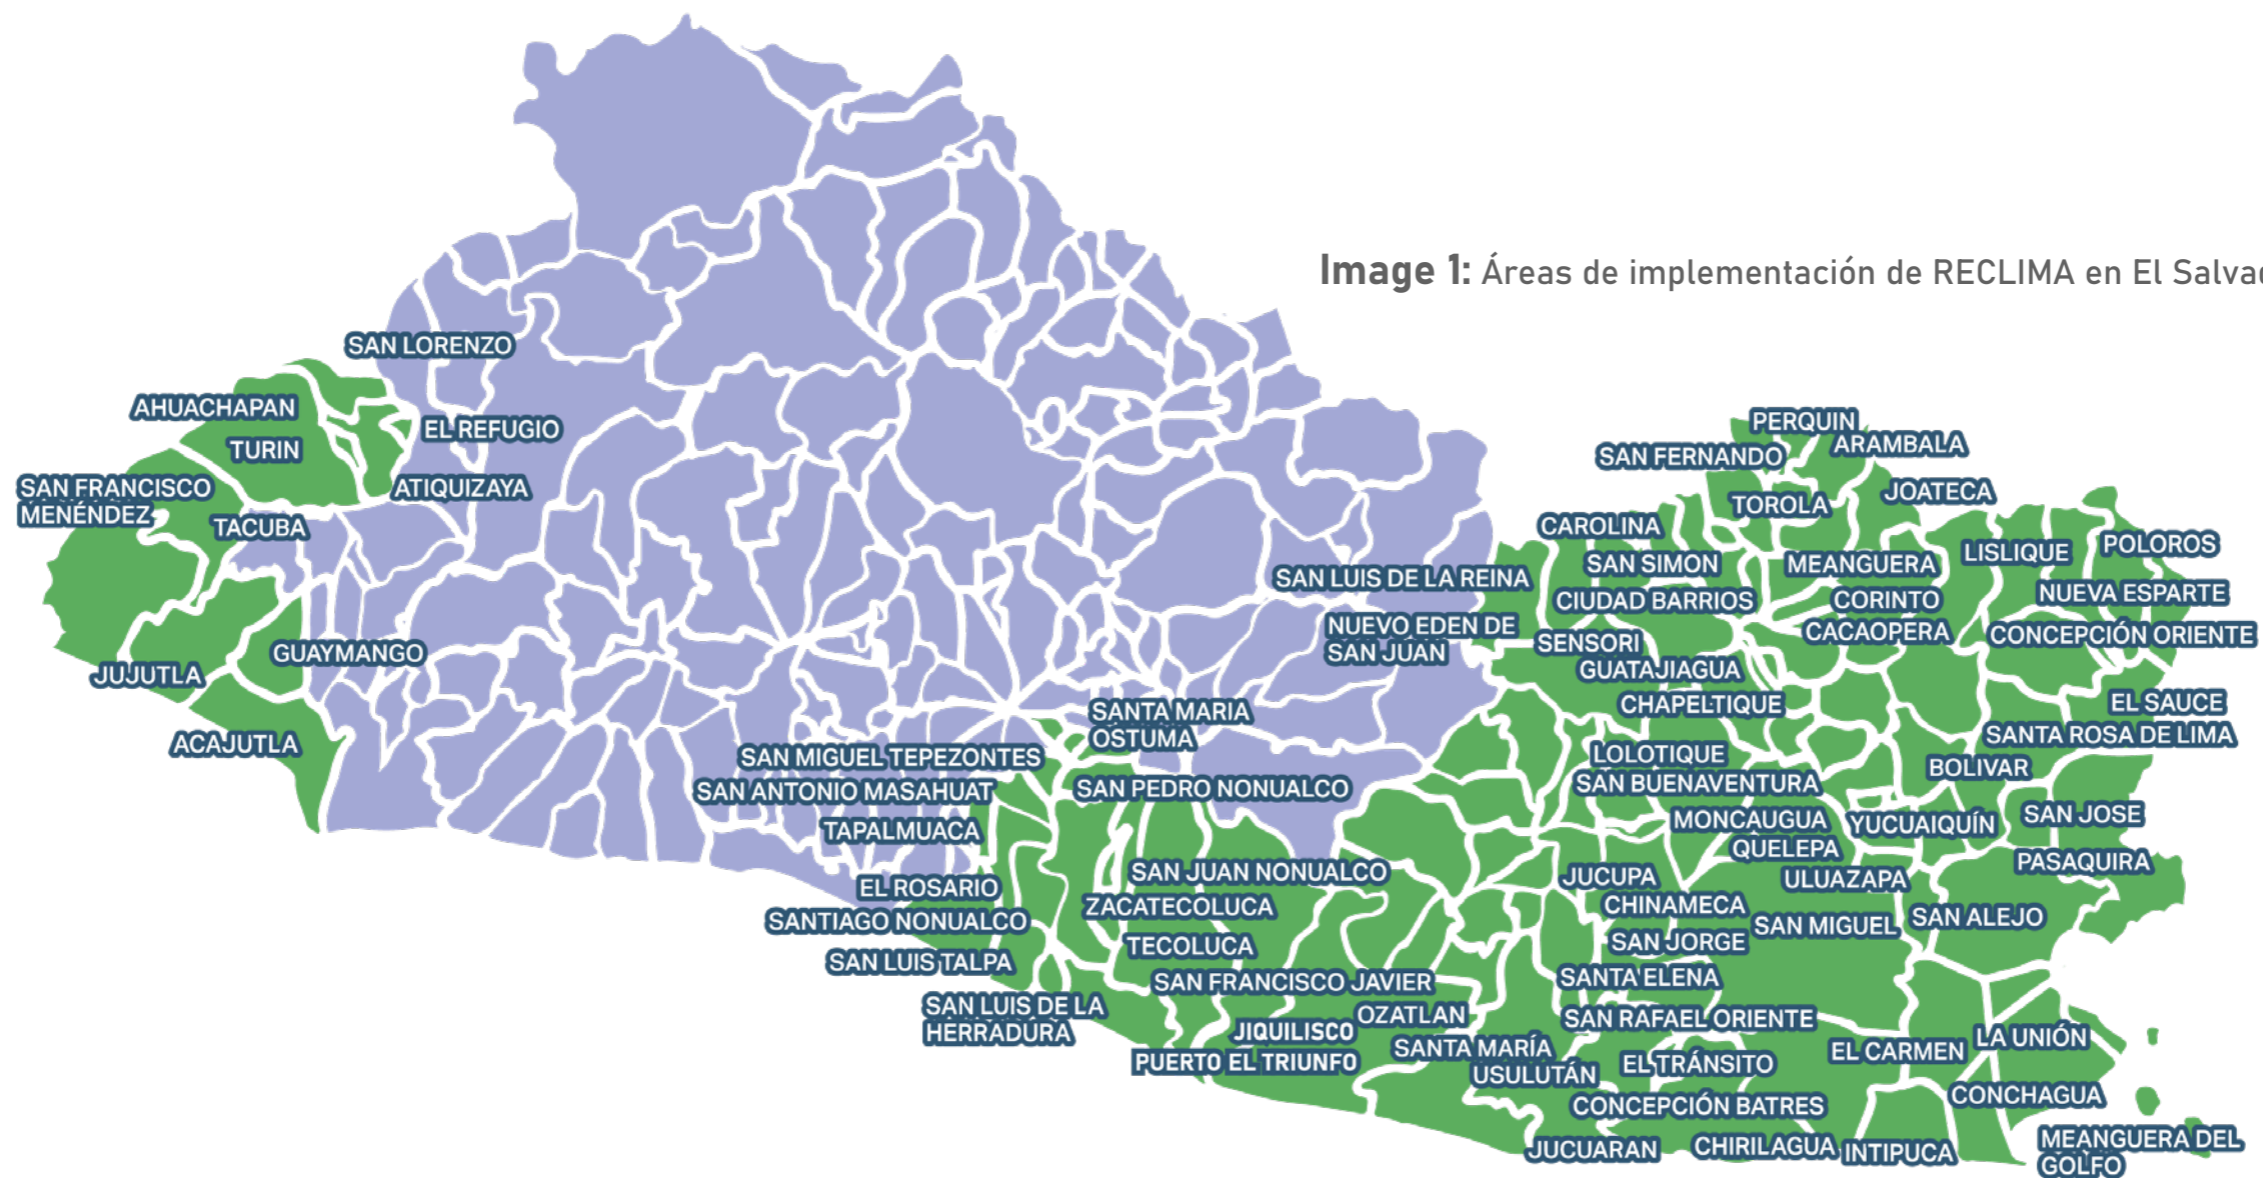 Image 1: Áreas de implementación de RECLIMA en El Salvad
SAN LORENZO
AHUACHAPAN
EL REFUGIO
TURIN
SAN FRANCISCO
MENÉNDEZ
ATIQUIZAYA
TACUBA
GUAYMANGO
JUJUTLA
ACAJUTLA
PERQUIN
ARAMBALA
SAN FERNANDO
JOATECA
TOROLA
CAROLINA
POLOROS
LISLIQUE
SAN SIMON
MEANGUERA
SAN LUIS DE LA REINA
NUEVA ESPARTE
CIUDAD BARRIOS
CORINTO
NUEVO EDEN DE
SAN JUAN
CACAOPERA
CONCEPCIÓN ORIENTE
SENSORI
GUATAJIAGUA
CHAPELTIQUE
EL SAUCE
SANTA MARIA
OSTUMA
SANTA ROSA DE LIMA
SAN MIGUEL TEPEZONTES
LOLOTIQUE
BOLIVAR
SAN ANTONIO MASAHUAT
SAN PEDRO NONUALCO
SAN BUENAVENTURA
SAN JOSE
MONCAUGUA
YUCUAIQUÍN
TAPALMUACA
QUELEPA
PASAQUIRA
SAN JUAN NONUALCO
JUCUPA
ULUAZAPA
EL ROSARIO
ZACATECOLUCA
CHINAMECA
SANTIAGO NONUALCO
SAN MIGUEL
SAN ALEJO
TECOLUCA
SAN JORGE
SAN LUIS TALPA
SAN FRANCISCO JAVIER
SANTA ELENA
SAN LUIS DE LA
HERRADURA
OZATLAN
SAN RAFAEL ORIENTE
JIQUILISCO
LA UNIÓN
SANTA MARÍA
EL CARMEN
PUERTO EL TRIUNFO
EL TRÁNSITO
USULUTÁN
CONCHAGUA
CONCEPCIÓN BATRES
JUCUARAN
CHIRILAGUA
INTIPUCA
MEANGUERA DEL
GOLFO